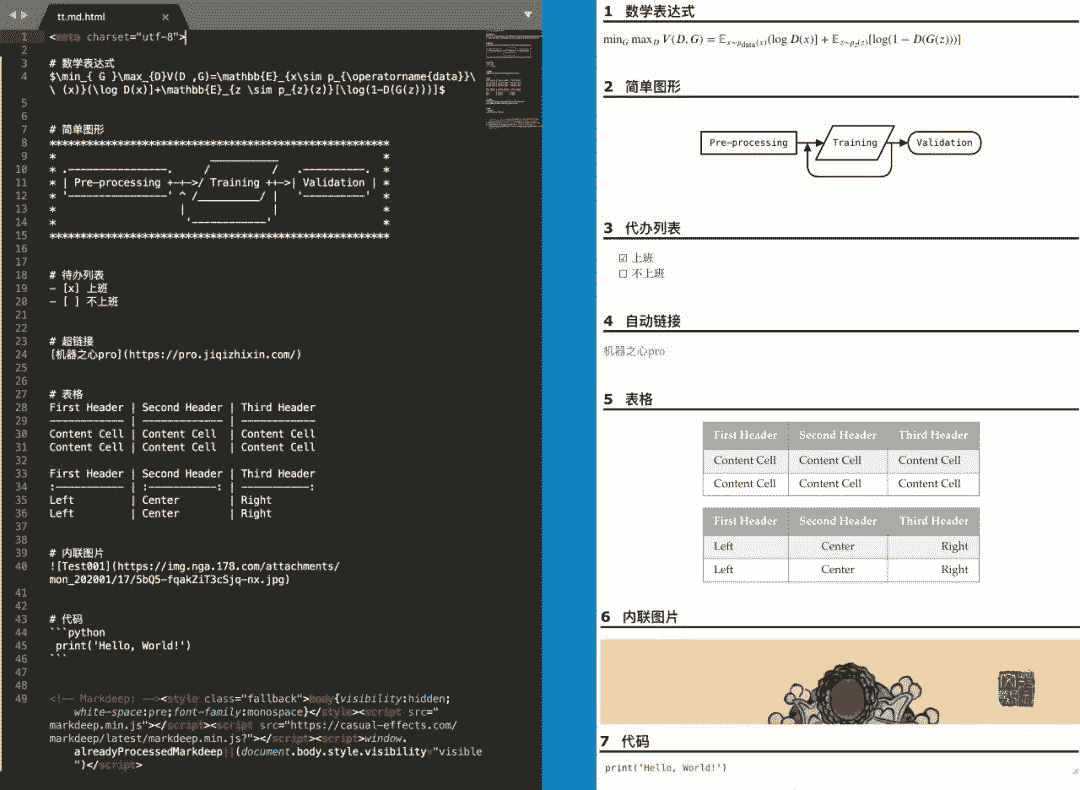 tt.md.html
1 <meta charset="utf-8">
2
3 # 数学表达式
4 $\min_{ G }\max_{D}V(D ,G)=\mathbb{E}_{x\sim p_{\operatorname{data}}\
\ (x)}(\log D(x)]+\mathbb{E}_{z \sim p_{z}(z)}[\log(1-D(G(z)))]$
5
6
7 # 简单图形
8 *******************************************************
9 * ___________ *
10 * .----------------. / / .----------. *
11 * | Pre-processing +-+->/ Training ++->| Validation | *
12 * '----------------' ^ /__________/ | '----------' *
13 * | | *
14 * '------------' *
15 *******************************************************
16
17
18 # 待办列表
19 - [x] 上班
20 - [ ] 不上班
21
22
23 # 超链接
24 [机器之心pro](https://pro.jiqizhixin.com/)
25
26
27 # 表格
28 First Header | Second Header | Third Header
29 ------------ | ------------- | ------------
30 Content Cell | Content Cell | Content Cell
31 Content Cell | Content Cell | Content Cell
32
33 First Header | Second Header | Third Header
34 :----------- | :-----------: | -----------:
35 Left | Center | Right
36 Left | Center | Right
37
38
39 # 内联图片
40 ![Test001](https://img.nga.178.com/attachments/
mon_202001/17/5bQ5-fqakZiT3cSjq-nx.jpg)
41
42
43 # 代码
44 ```python
45 print('Hello, World!')
46 ```
47
48
49 <!-- Markdeep: --><style class="fallback">body{visibility:hidden;
white-space:pre;font-family:monospace}</style><script src="
markdeep.min.js"></script><script src="https://casual-effects.com/
markdeep/latest/markdeep.min.js?"></script><script>window.
alreadyProcessedMarkdeep||(document.body.style.visibility="visible
")</script>
1 数学表达式
min_G max_D V(D, G) = 𝔼_{x∼p_data(x)}(log D(x)] + 𝔼_{z∼p_z(z)}[log(1 − D(G(z)))]
2 简单图形
Pre-processing Training Validation
3 代办列表
☑ 上班
☐ 不上班
4 自动链接
机器之心pro
5 表格
First Header Second Header Third Header
Content Cell Content Cell Content Cell
Content Cell Content Cell Content Cell
First Header Second Header Third Header
Left Center Right
Left Center Right
6 内联图片
7 代码
print('Hello, World!')